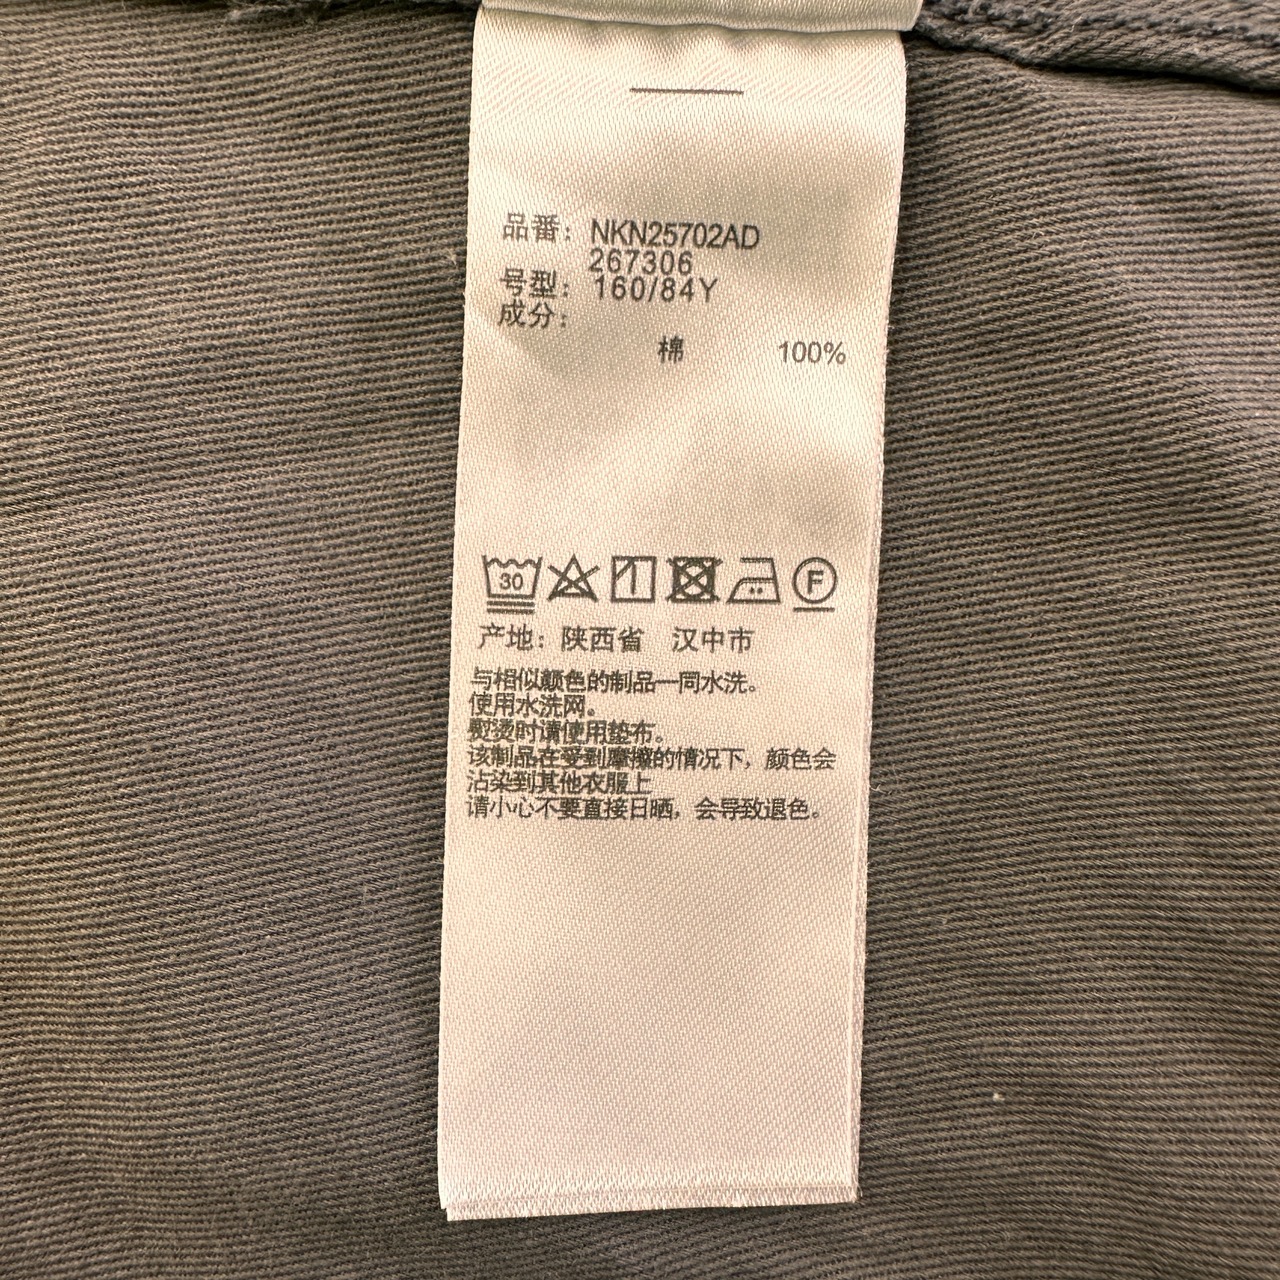 品番：NKN25702AD
267306
号型：160/84Y
成分：
棉 100%
30 F
产地：陕西省 汉中市
与相似颜色的制品一同水洗。
使用水洗网。
熨烫时请使用垫布。
该制品在受到摩擦的情况下，颜色会
沾染到其他衣服上
请小心不要直接日晒，会导致退色。